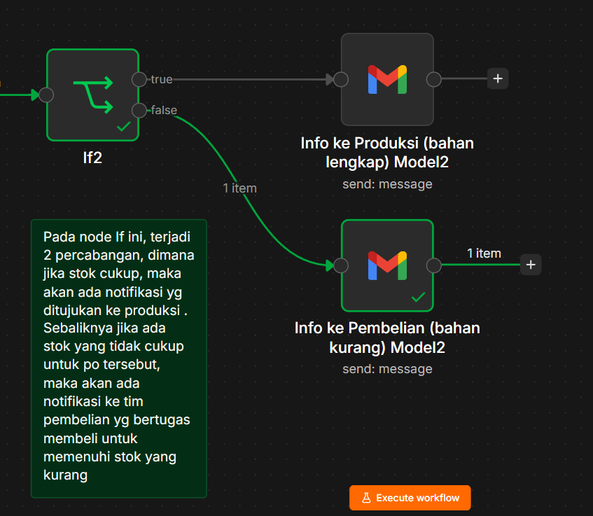 true
false
If2
Info ke Produksi (bahan
lengkap) Model2
send: message
1 item
Pada node If ini, terjadi
2 percabangan, dimana
jika stok cukup, maka
akan ada notifikasi yg
ditujukan ke produksi .
Sebaliknya jika ada
stok yang tidak cukup
untuk po tersebut,
maka akan ada
notifikasi ke tim
pembelian yg bertugas
membeli untuk
memenuhi stok yang
kurang
1 item
Info ke Pembelian (bahan
kurang) Model2
send: message
Execute workflow